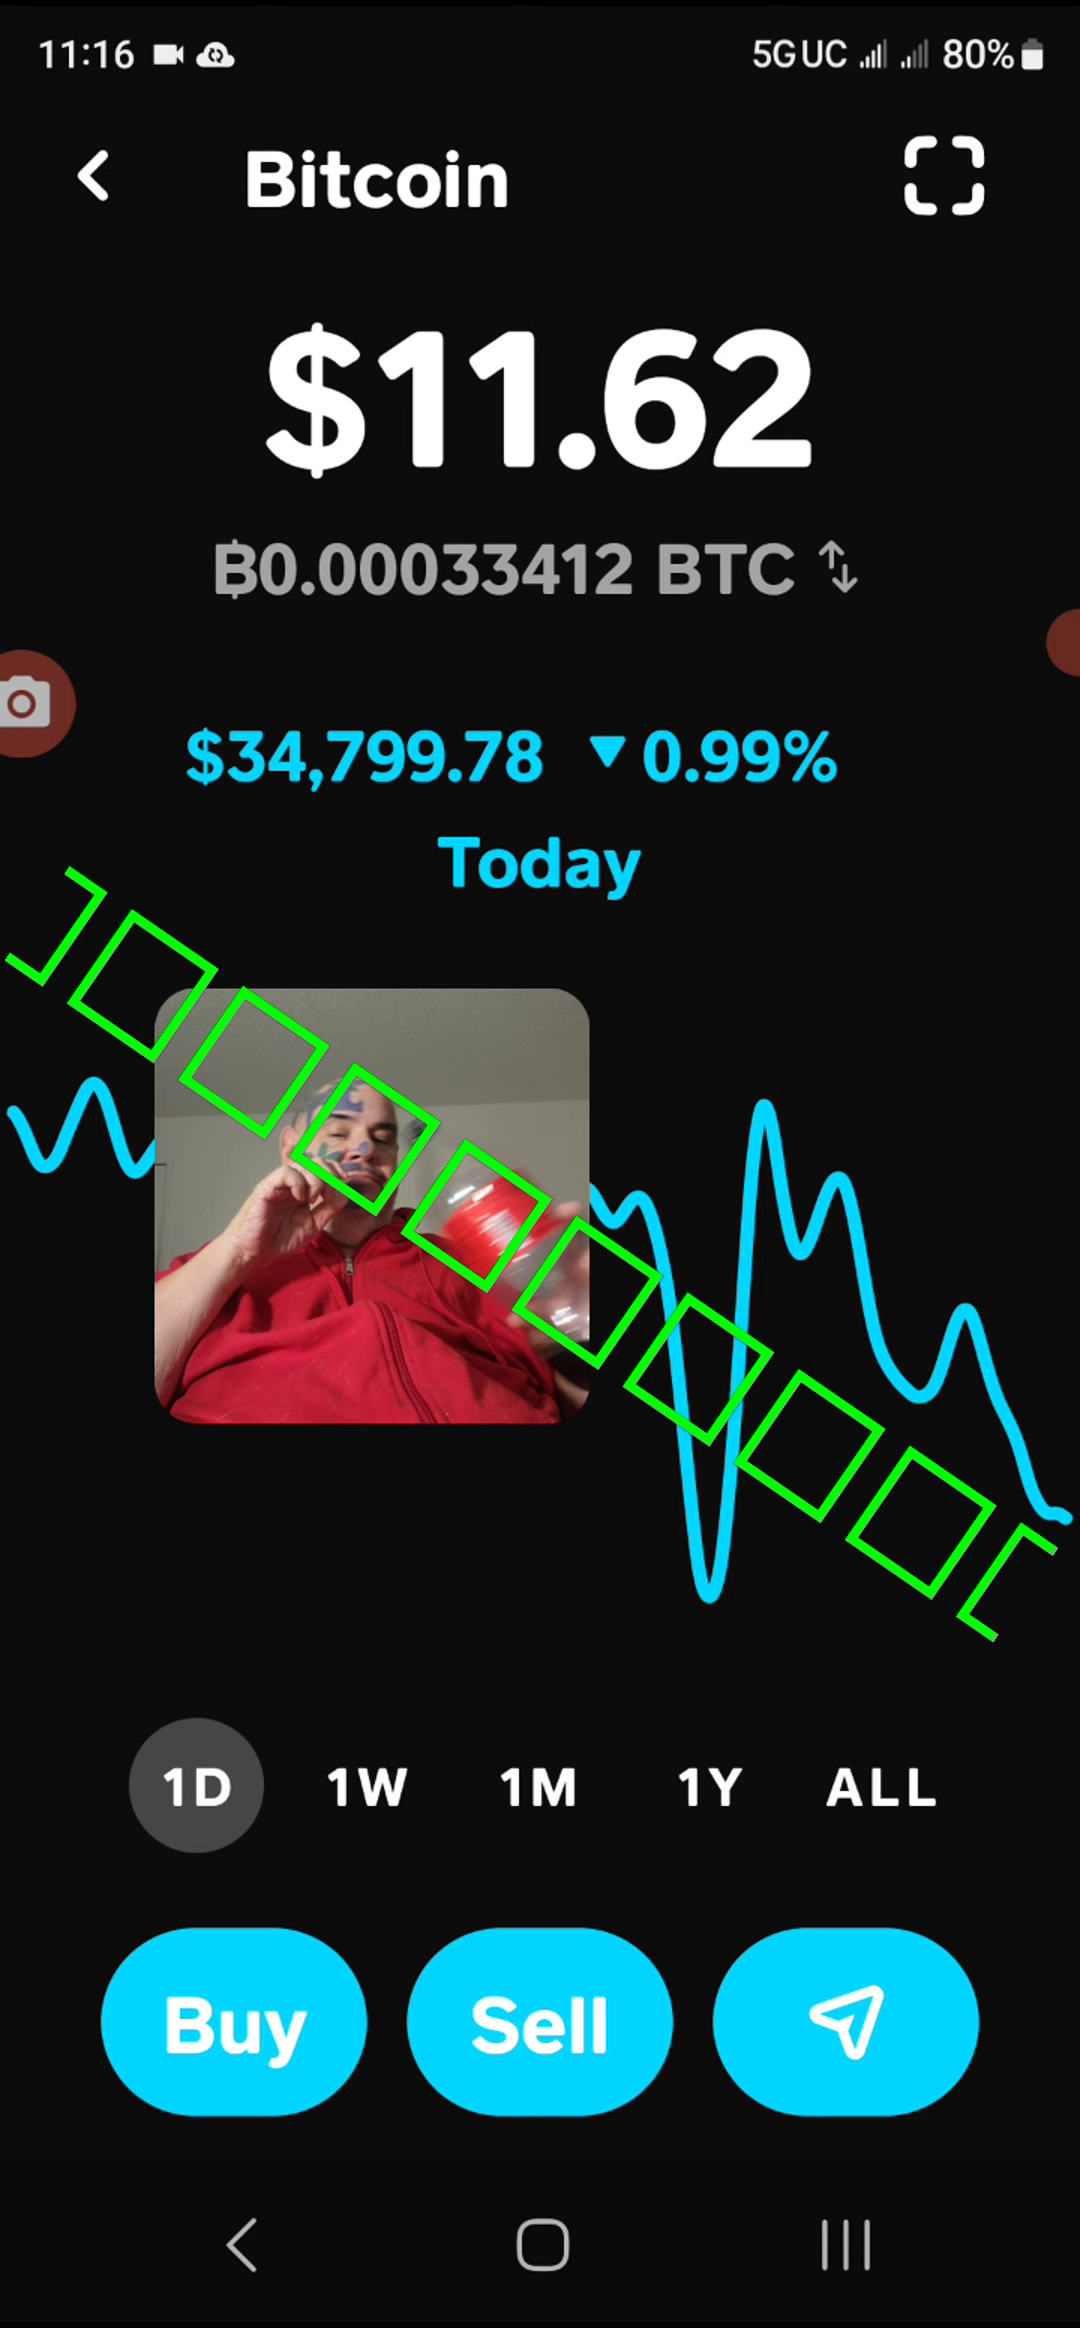 11:16
5G UC
80%
Bitcoin
$11.62
₿0.00033412 BTC
$34,799.78 ▼0.99%
Today
1D 1W 1M 1Y ALL
Buy Sell